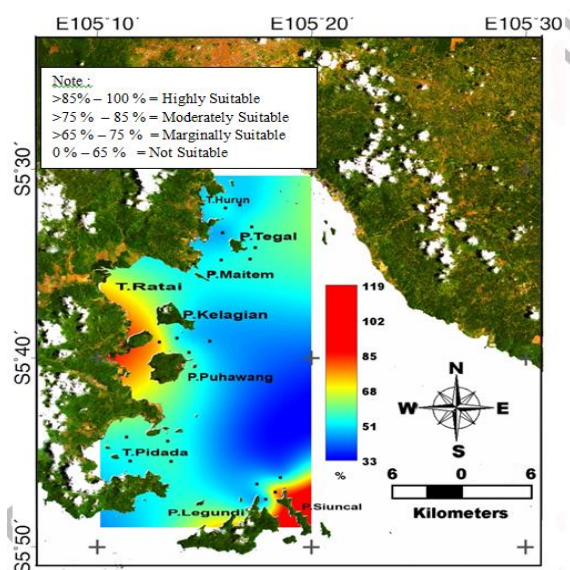 E105°10' E105°20' E105°30'
Note :
>85% – 100 % = Highly Suitable
>75 % – 85 % = Moderately Suitable
>65 % – 75 % = Marginally Suitable
0 % – 65 % = Not Suitable
S5°30'
T.Hurun
P.Tegal
P.Maitem
T.Ratai
P.Kelagian
S5°40'
P.Puhawang
T.Pidada
P.Legundi
P.Siuncal
S5°50'
119
102
85
68
51
33
%
N
W E
S
6 0 6
Kilometers